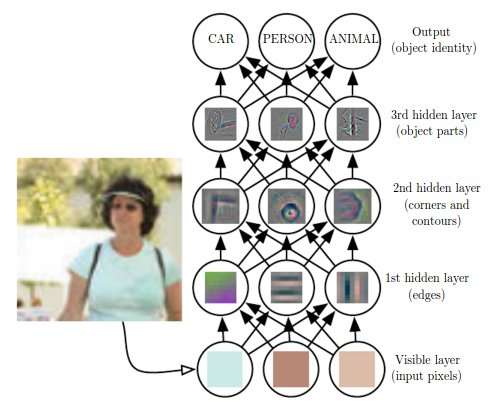 CAR PERSON ANIMAL
Output
(object identity)
3rd hidden layer
(object parts)
2nd hidden layer
(corners and
contours)
1st hidden layer
(edges)
Visible layer
(input pixels)